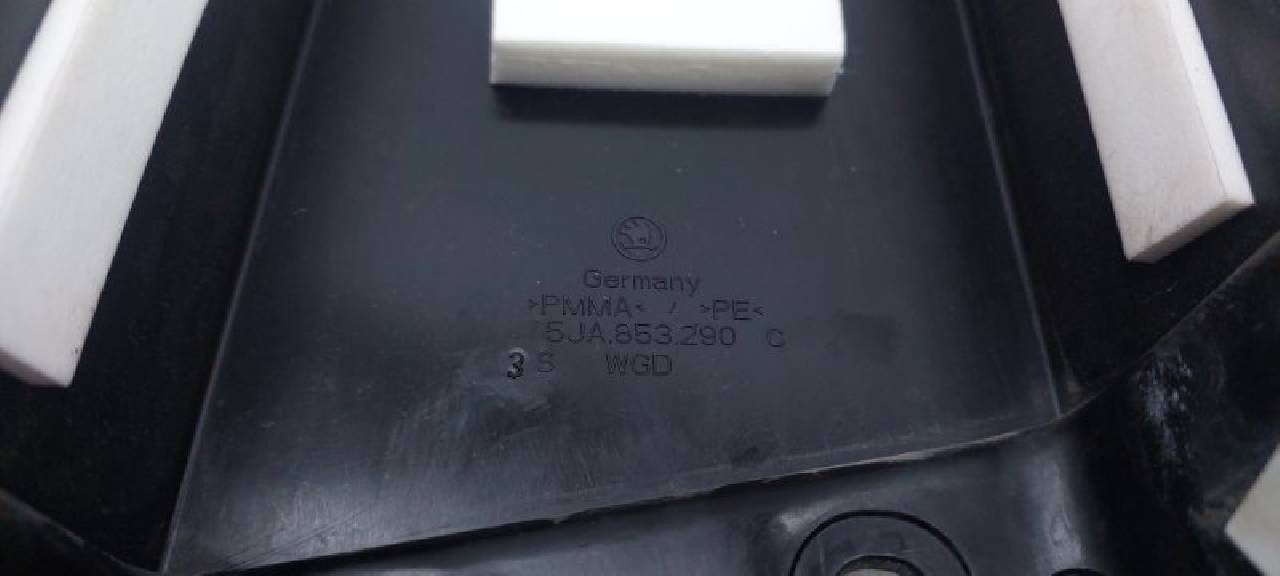 Germany
>PMMA< / >PE<
5JA.853.290 C
3 S WGD